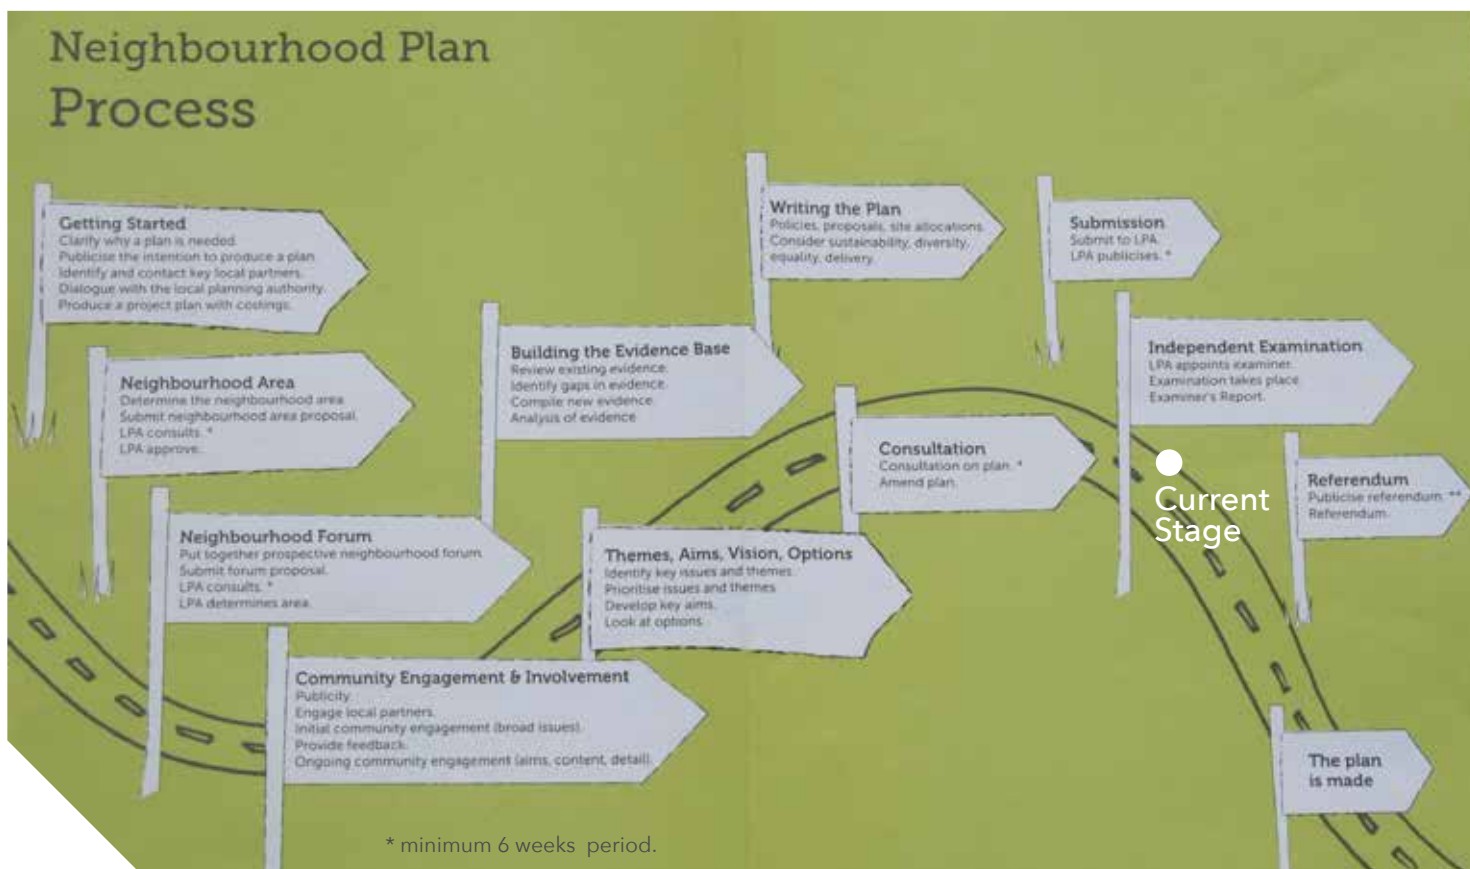 Neighbourhood Plan
Process
Getting Started
Clarify why a plan is needed.
Publicise the intention to produce a plan.
Identify and contact key local partners.
Dialogue with the local planning authority.
Produce a project plan with costings.
Neighbourhood Area
Determine the neighbourhood area.
Submit neighbourhood area proposal.
LPA consults. *
LPA approve.
Neighbourhood Forum
Put together prospective neighbourhood forum.
Submit forum proposal.
LPA consults. *
LPA determines area.
Community Engagement & Involvement
Publicity.
Engage local partners.
Initial community engagement (broad issues).
Provide feedback.
Ongoing community engagement (aims, content, detail).
Building the Evidence Base
Review existing evidence.
Identify gaps in evidence.
Compile new evidence.
Analysis of evidence.
Themes, Aims, Vision, Options
Identify key issues and themes.
Prioritise issues and themes.
Develop key aims.
Look at options.
Writing the Plan
Policies, proposals, site allocations.
Consider sustainability, diversity,
equality, delivery.
Consultation
Consultation on plan. *
Amend plan.
Submission
Submit to LPA.
LPA publicises. *
Independent Examination
LPA appoints examiner.
Examination takes place.
Examiner's Report.
Current
Stage
Referendum
Publicise referendum. **
Referendum.
The plan
is made
* minimum 6 weeks period.